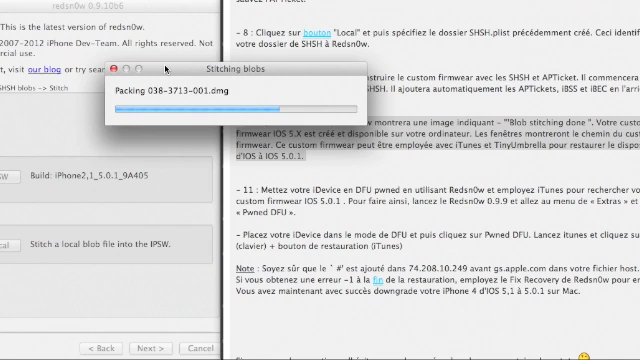 redsn0w 0.9.10b6
This is the latest version of redsn0w.
2007-2012 iPhone Dev-Team. All rights reserved. Not
cial use.
t, visit our blog or try sear
SHSH blobs -> Stitch
Stitching blobs
Packing 038-3713-001.dmg
SW
Build: iPhone2,1_5.0.1_9A405
cal
Stitch a local blob file into the IPSW.
< Back
Next >
Cancel
- 8 : Cliquez sur bouton "Local" et puis spécifiez le dossier SHSH.plist précédemment créé. Ceci identif
votre dossier de SHSH à Redsn0w.
nstruire le custom firmware avec les SHSH et APTicket. Il commencera
. Il ajoutera automatiquement les APTickets, iBSS et iBEC en l'arri
w montrera une image indiquant - ""Blob stitching done ". Votre cu
firmware IOS 5.X est créé et disponible sur votre ordinateur. Les fenêtres montreront le chemin du cust
firmware. Ce custom firmware peut être employée avec iTunes et TinyUmbrella pour restaurer le dispos
d'iOS à IOS 5.0.1.
- 11 : Mettez votre iDevice en DFU pwned en utilisant Redsn0w et employez iTunes pour rechercher vo
custom firmware IOS 5.0.1 . Pour faire ainsi, lancez le Redsn0w 0.9.9 et allez au menu de « Extras » et
« Pwned DFU ».
- Placez votre iDevice dans le mode de DFU et puis cliquez sur Pwned DFU. Lancez itunes et cliquez su
(clavier) + bouton de restauration (iTunes)
Note : Soyez sûr que le ` #' est ajouté dans 74.208.10.249 avant gs.apple.com dans votre fichier host.
Si vous obtenez une erreur -1 à la fin de la restauration, employez le Fix Recovery de Redsn0w pour en
Vous avez maintenant avec succès downgrade votre iPhone 4 d'iOS 5,1 à 5.0.1 sur Mac.